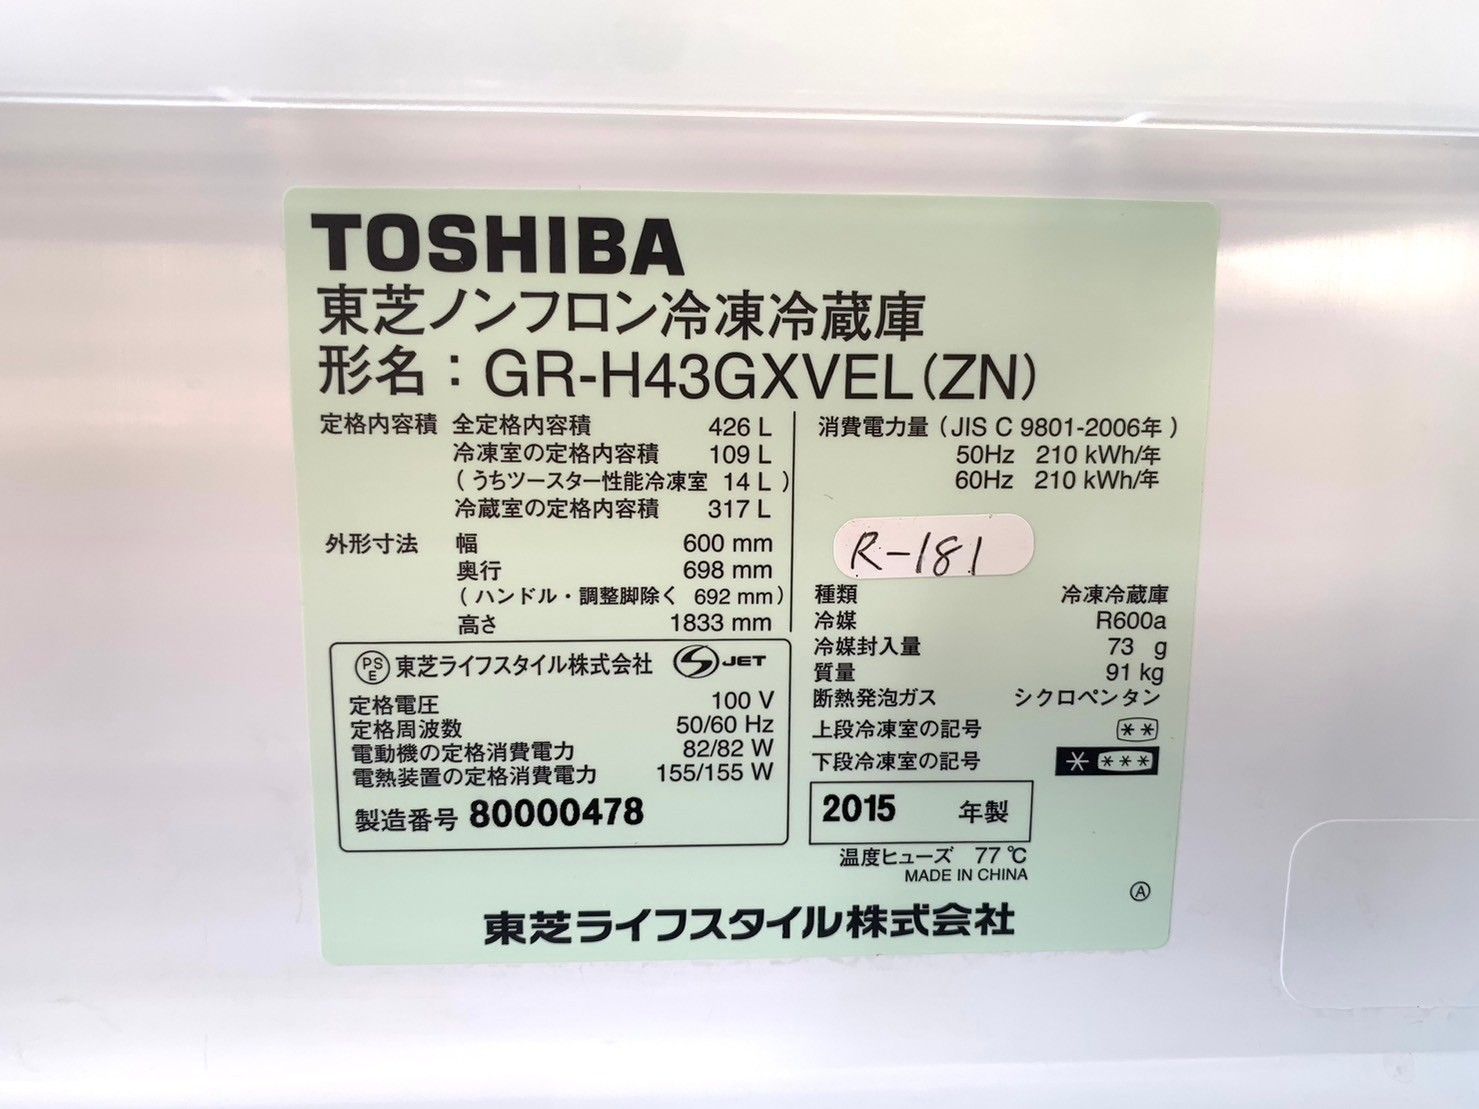 TOSHIBA
東芝ノンフロン冷凍冷蔵庫
形名：GR-H43GXVEL(ZN)
定格内容積 全定格内容積 426 L
冷凍室の定格内容積 109 L
（うちツースター性能冷凍室 14 L）
冷蔵室の定格内容積 317 L
外形寸法 幅 600 mm
奥行 698 mm
（ハンドル・調整脚除く 692 mm）
高さ 1833 mm
PSE 東芝ライフスタイル株式会社 S JET
定格電圧 100 V
定格周波数 50/60 Hz
電動機の定格消費電力 82/82 W
電熱装置の定格消費電力 155/155 W
製造番号 80000478
消費電力量（JIS C 9801-2006年）
50Hz 210 kWh/年
60Hz 210 kWh/年
R-181
種類 冷凍冷蔵庫
冷媒 R600a
冷媒封入量 73 g
質量 91 kg
断熱発泡ガス シクロペンタン
上段冷凍室の記号 **
下段冷凍室の記号 * ***
2015 年製
温度ヒューズ 77 ℃
MADE IN CHINA
Ⓐ
東芝ライフスタイル株式会社